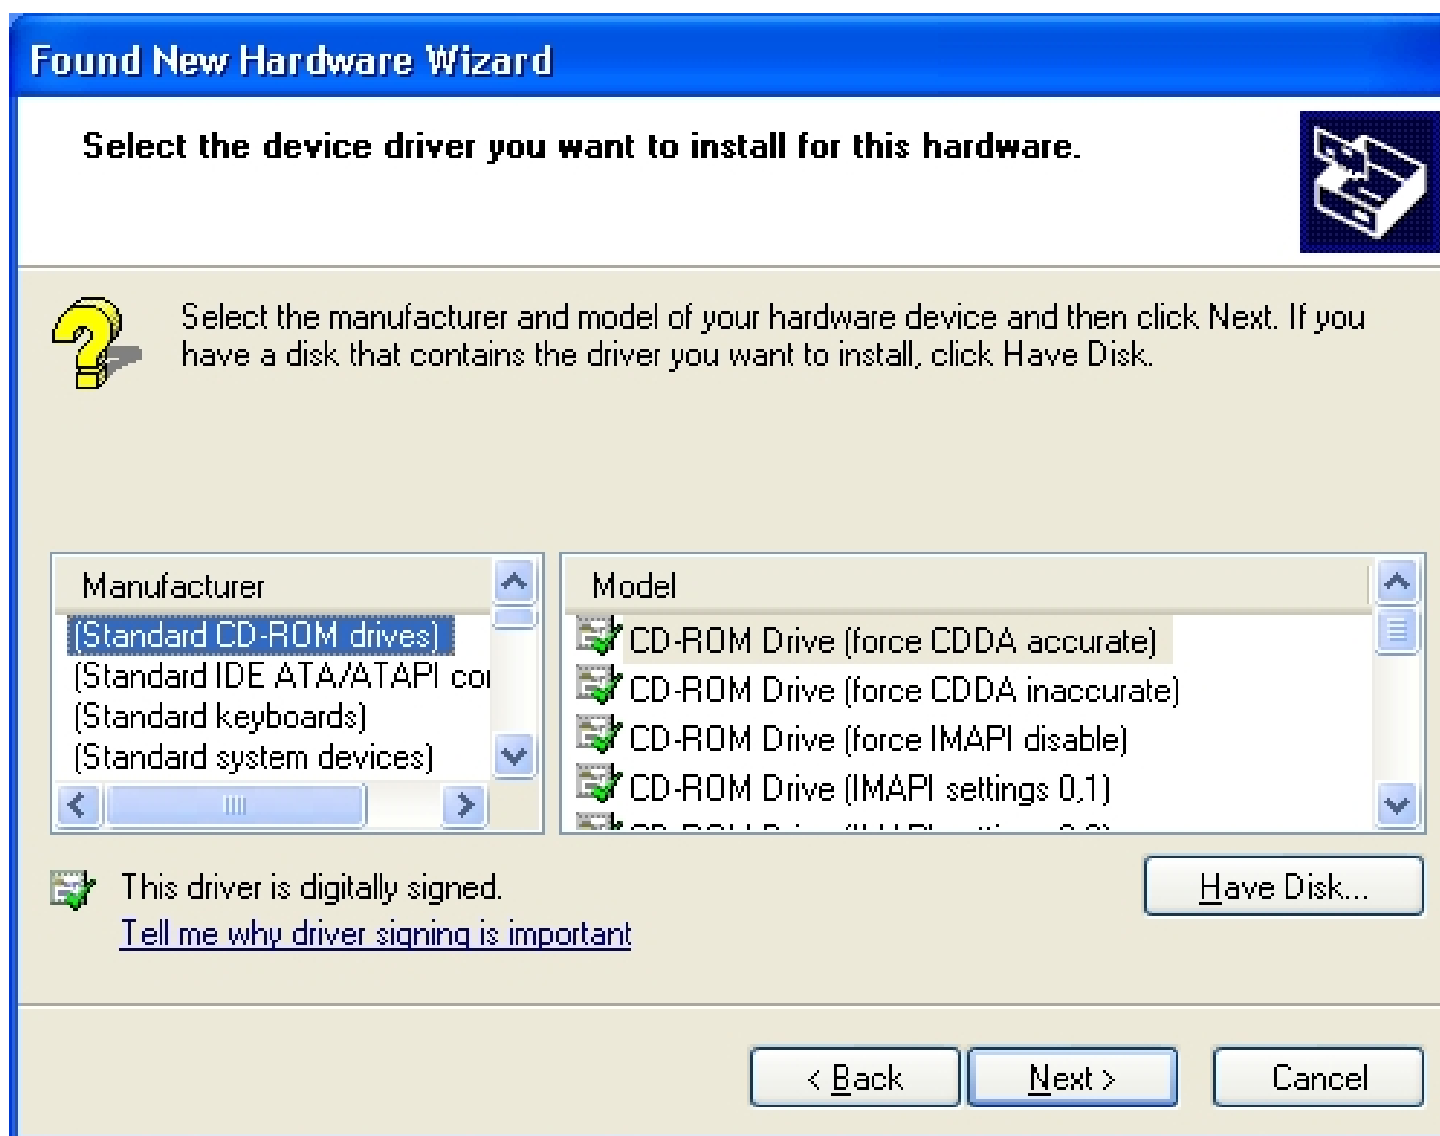 Found New Hardware Wizard
Select the device driver you want to install for this hardware.
Select the manufacturer and model of your hardware device and then click Next. If you
have a disk that contains the driver you want to install, click Have Disk.
Manufacturer
(Standard CD-ROM drives)
(Standard IDE ATA/ATAPI
(Standard keyboards)
(Standard system devices)
Model
CD-ROM Drive (force CDDA accurate)
CD-ROM Drive (force CDDA inaccurate)
CD-ROM Drive (force IMAPI disable)
CD-ROM Drive (IMAPI settings 0,1)
This driver is digitally signed.
Tell me why driver signing is important
Have Disk...
< Back
Next >
Cancel